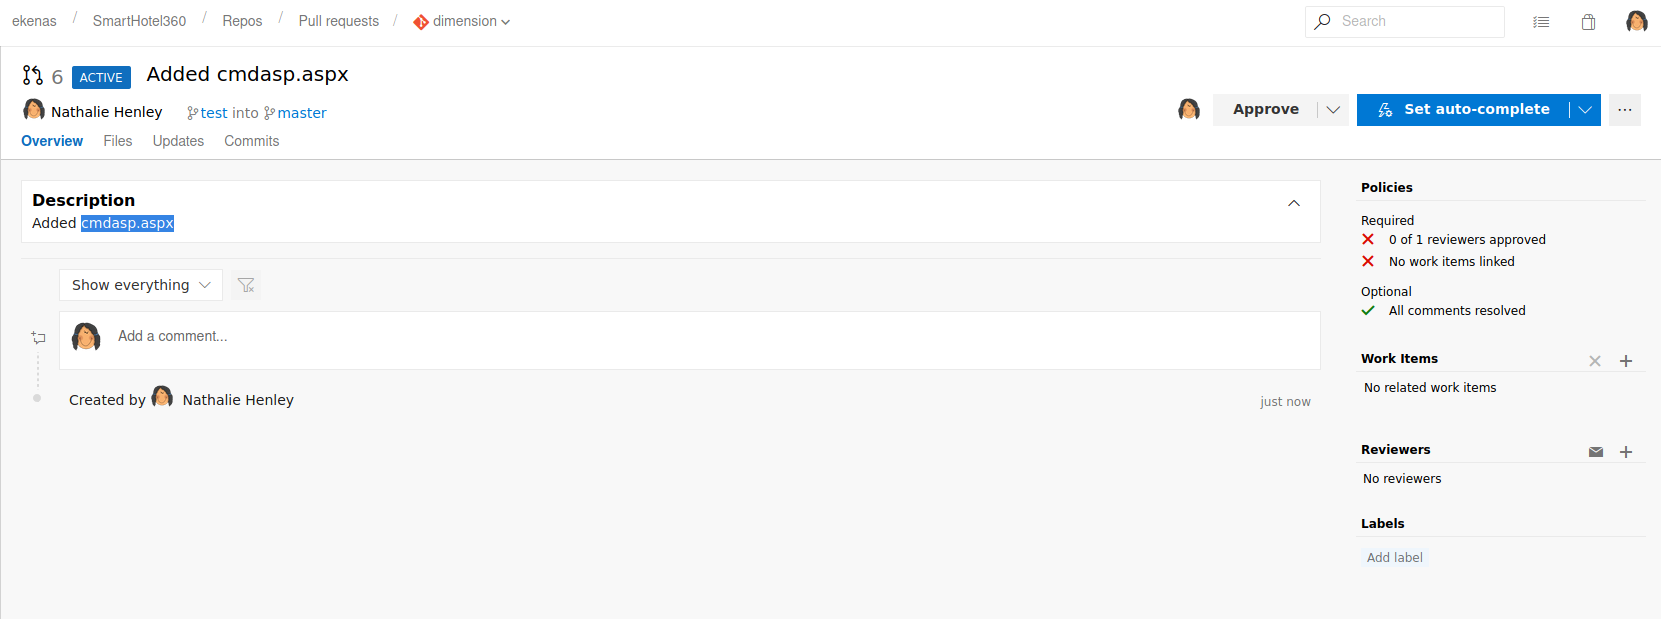 ekenas / SmartHotel360 / Repos / Pull requests / dimension
Search
6 ACTIVE Added cmdasp.aspx
Nathalie Henley test into master
Approve Set auto-complete ...
Overview Files Updates Commits
Description
Added cmdasp.aspx
Show everything
Add a comment...
Created by Nathalie Henley just now
Policies
Required
0 of 1 reviewers approved
No work items linked
Optional
All comments resolved
Work Items
No related work items
Reviewers
No reviewers
Labels
Add label